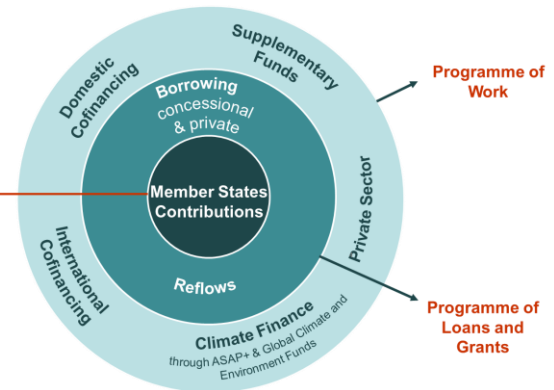 Supplementary
Funds
Domestic
Cofinancing
Borrowing
concessional
& private
Programme of
Work
Member States
Contributions
Private Sector
International
Cofinancing
Reflows
Climate Finance
through ASAP+ & Global Climate and
Environment Funds
Programme of
Loans and
Grants